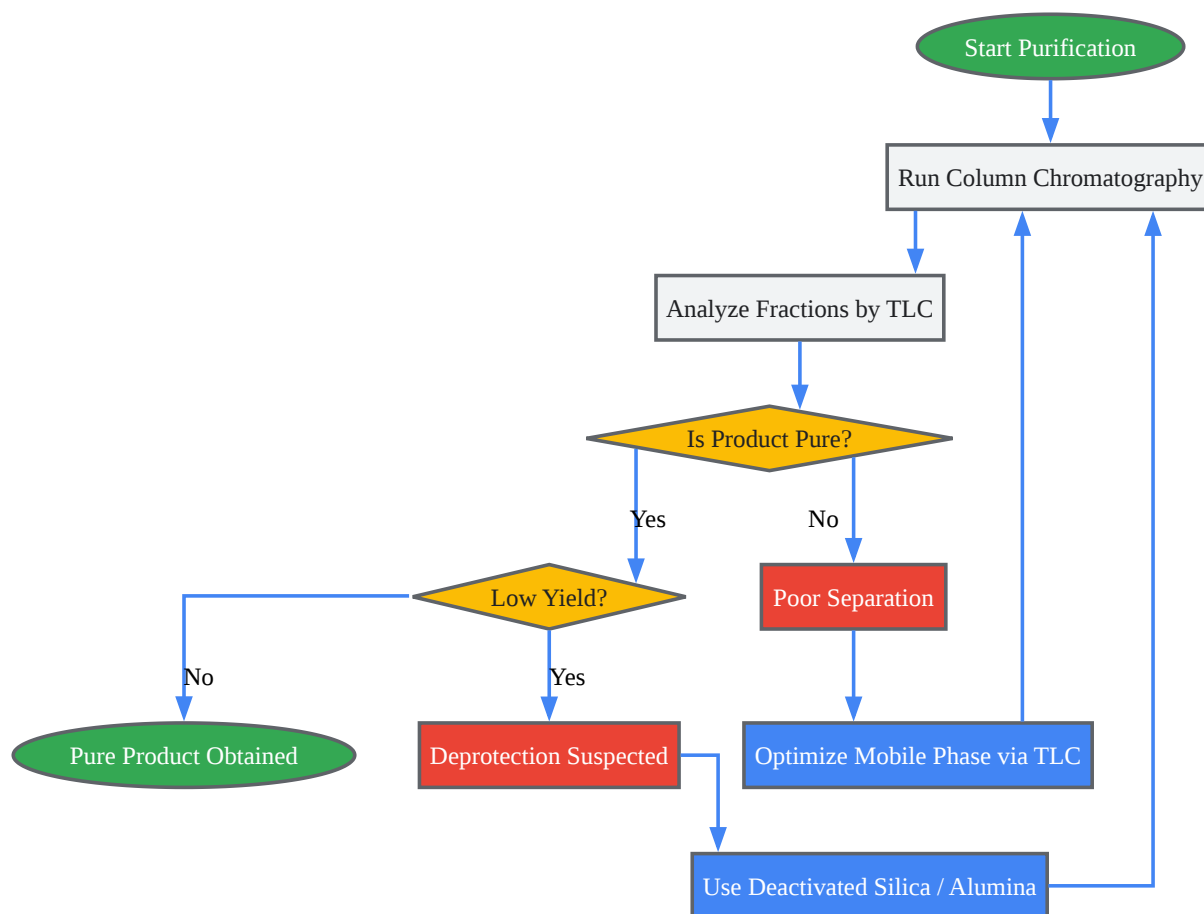 Start Purification
Run Column Chromatography
Analyze Fractions by TLC
Is Product Pure?
Yes
No
Low Yield?
Poor Separation
No
Yes
Pure Product Obtained
Deprotection Suspected
Optimize Mobile Phase via TLC
Use Deactivated Silica / Alumina